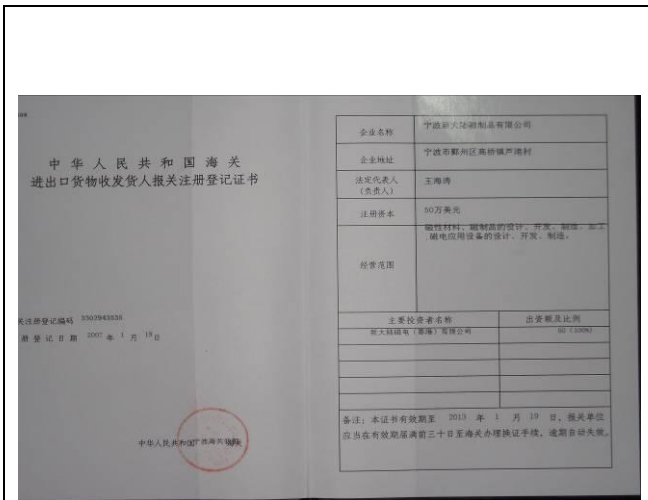 中华人民共和国海关
进出口货物收发货人报关注册登记证书
关注册登记编码 3302943535
册登记日期 2007 年 1 月 19 日
中华人民共和国宁波海关
企业名称 宁波新大陆磁制品有限公司
企业地址 宁波市鄞州区高桥镇芦港村
法定代表人 王海涛
(负责人)
注册资本 50万美元
经营范围
磁性材料、磁制品的设计、开发、制造、加工
磁电应用设备的设计、开发、制造。
主要投资者名称 出资额及比例
新大陆磁电(香港)有限公司 50(100%)
备注:本证书有效期至 2013 年 1 月 19 日,报关单位
应当在有效期届满前三十日至海关办理换证手续,逾期自动失效。